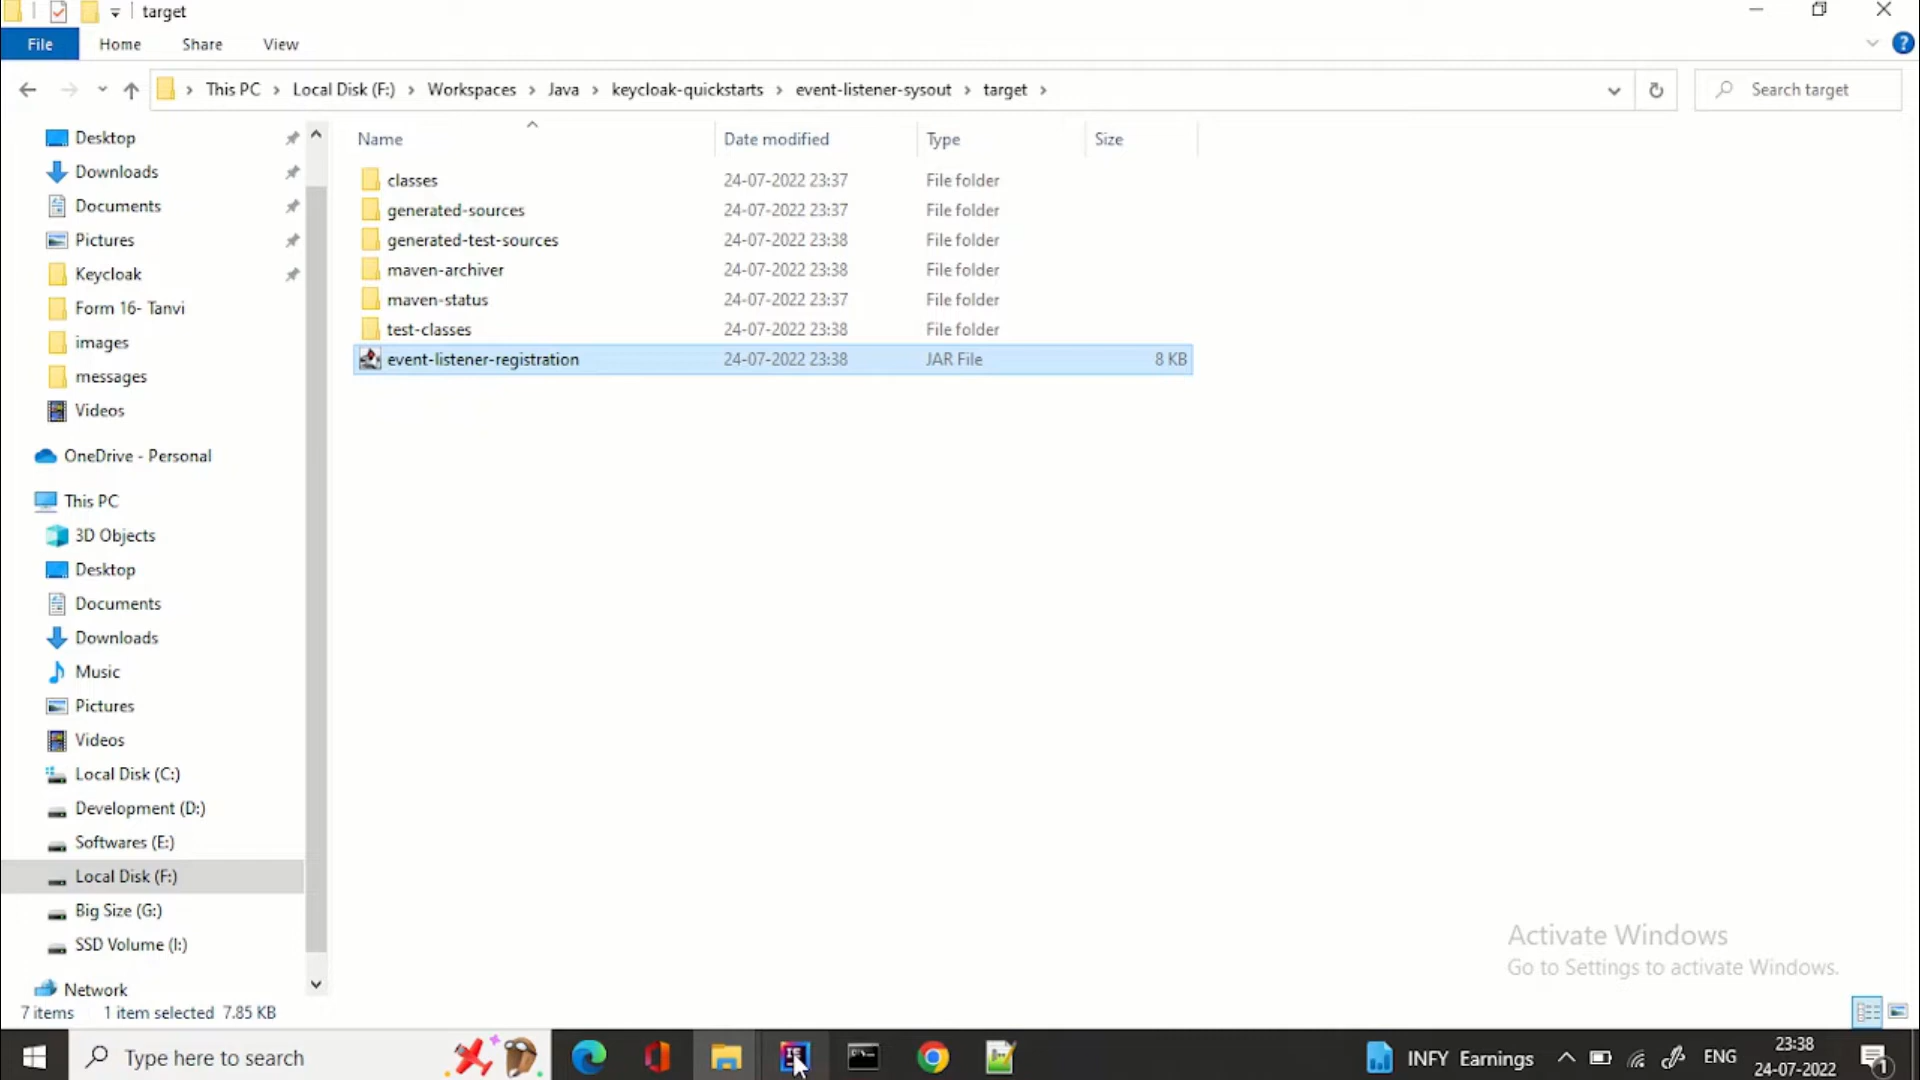 target
File Home Share View
This PC Local Disk (F:) Workspaces Java keycloak-quickstarts event-listener-sysout target
Search target
Name Date modified Type Size
classes 24-07-2022 23:37 File folder
generated-sources 24-07-2022 23:37 File folder
generated-test-sources 24-07-2022 23:38 File folder
maven-archiver 24-07-2022 23:38 File folder
maven-status 24-07-2022 23:37 File folder
test-classes 24-07-2022 23:38 File folder
event-listener-registration 24-07-2022 23:38 JAR File 8 KB
Desktop
Downloads
Documents
Pictures
Keycloak
Form 16- Tanvi
images
messages
Videos
OneDrive - Personal
This PC
3D Objects
Desktop
Documents
Downloads
Music
Pictures
Videos
Local Disk (C:)
Development (D:)
Softwares (E:)
Local Disk (F:)
Big Size (G:)
SSD Volume (I:)
Network
Activate Windows
Go to Settings to activate Windows.
7 items 1 item selected 7.85 KB
Type here to search
INFY Earnings
ENG
23:38
24-07-2022
1